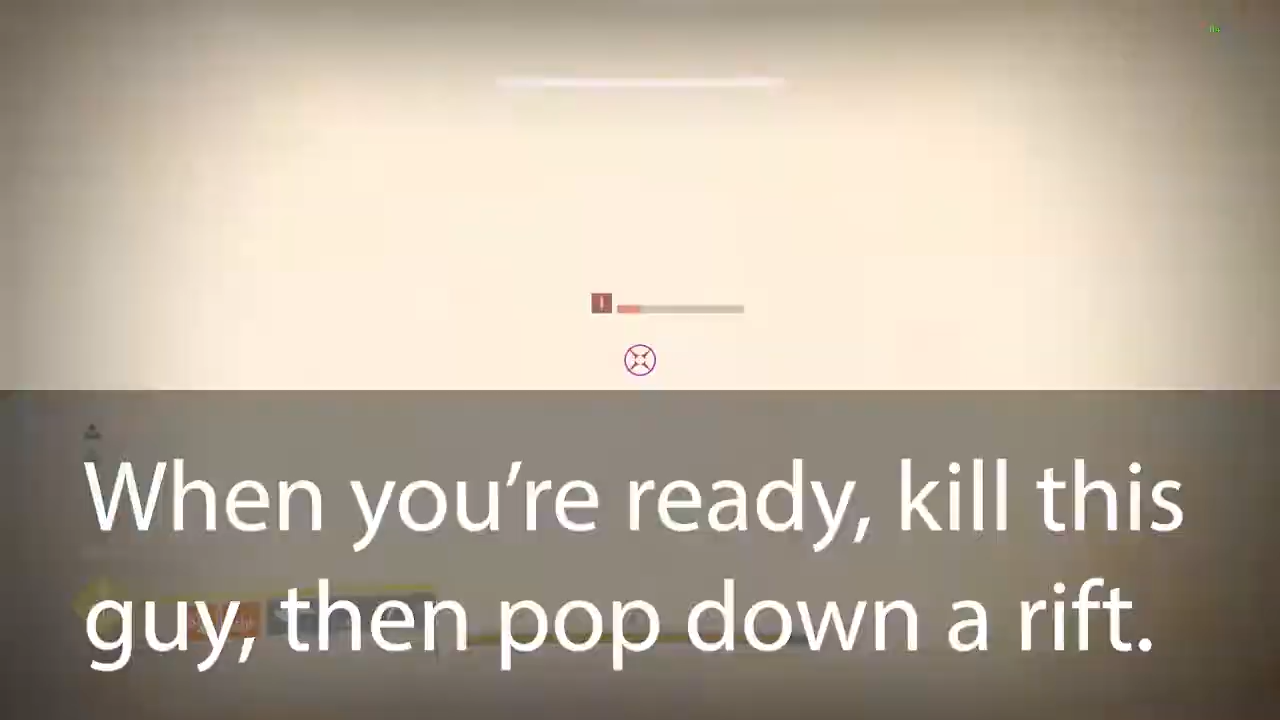 When you’re ready, kill this
guy, then pop down a rift.